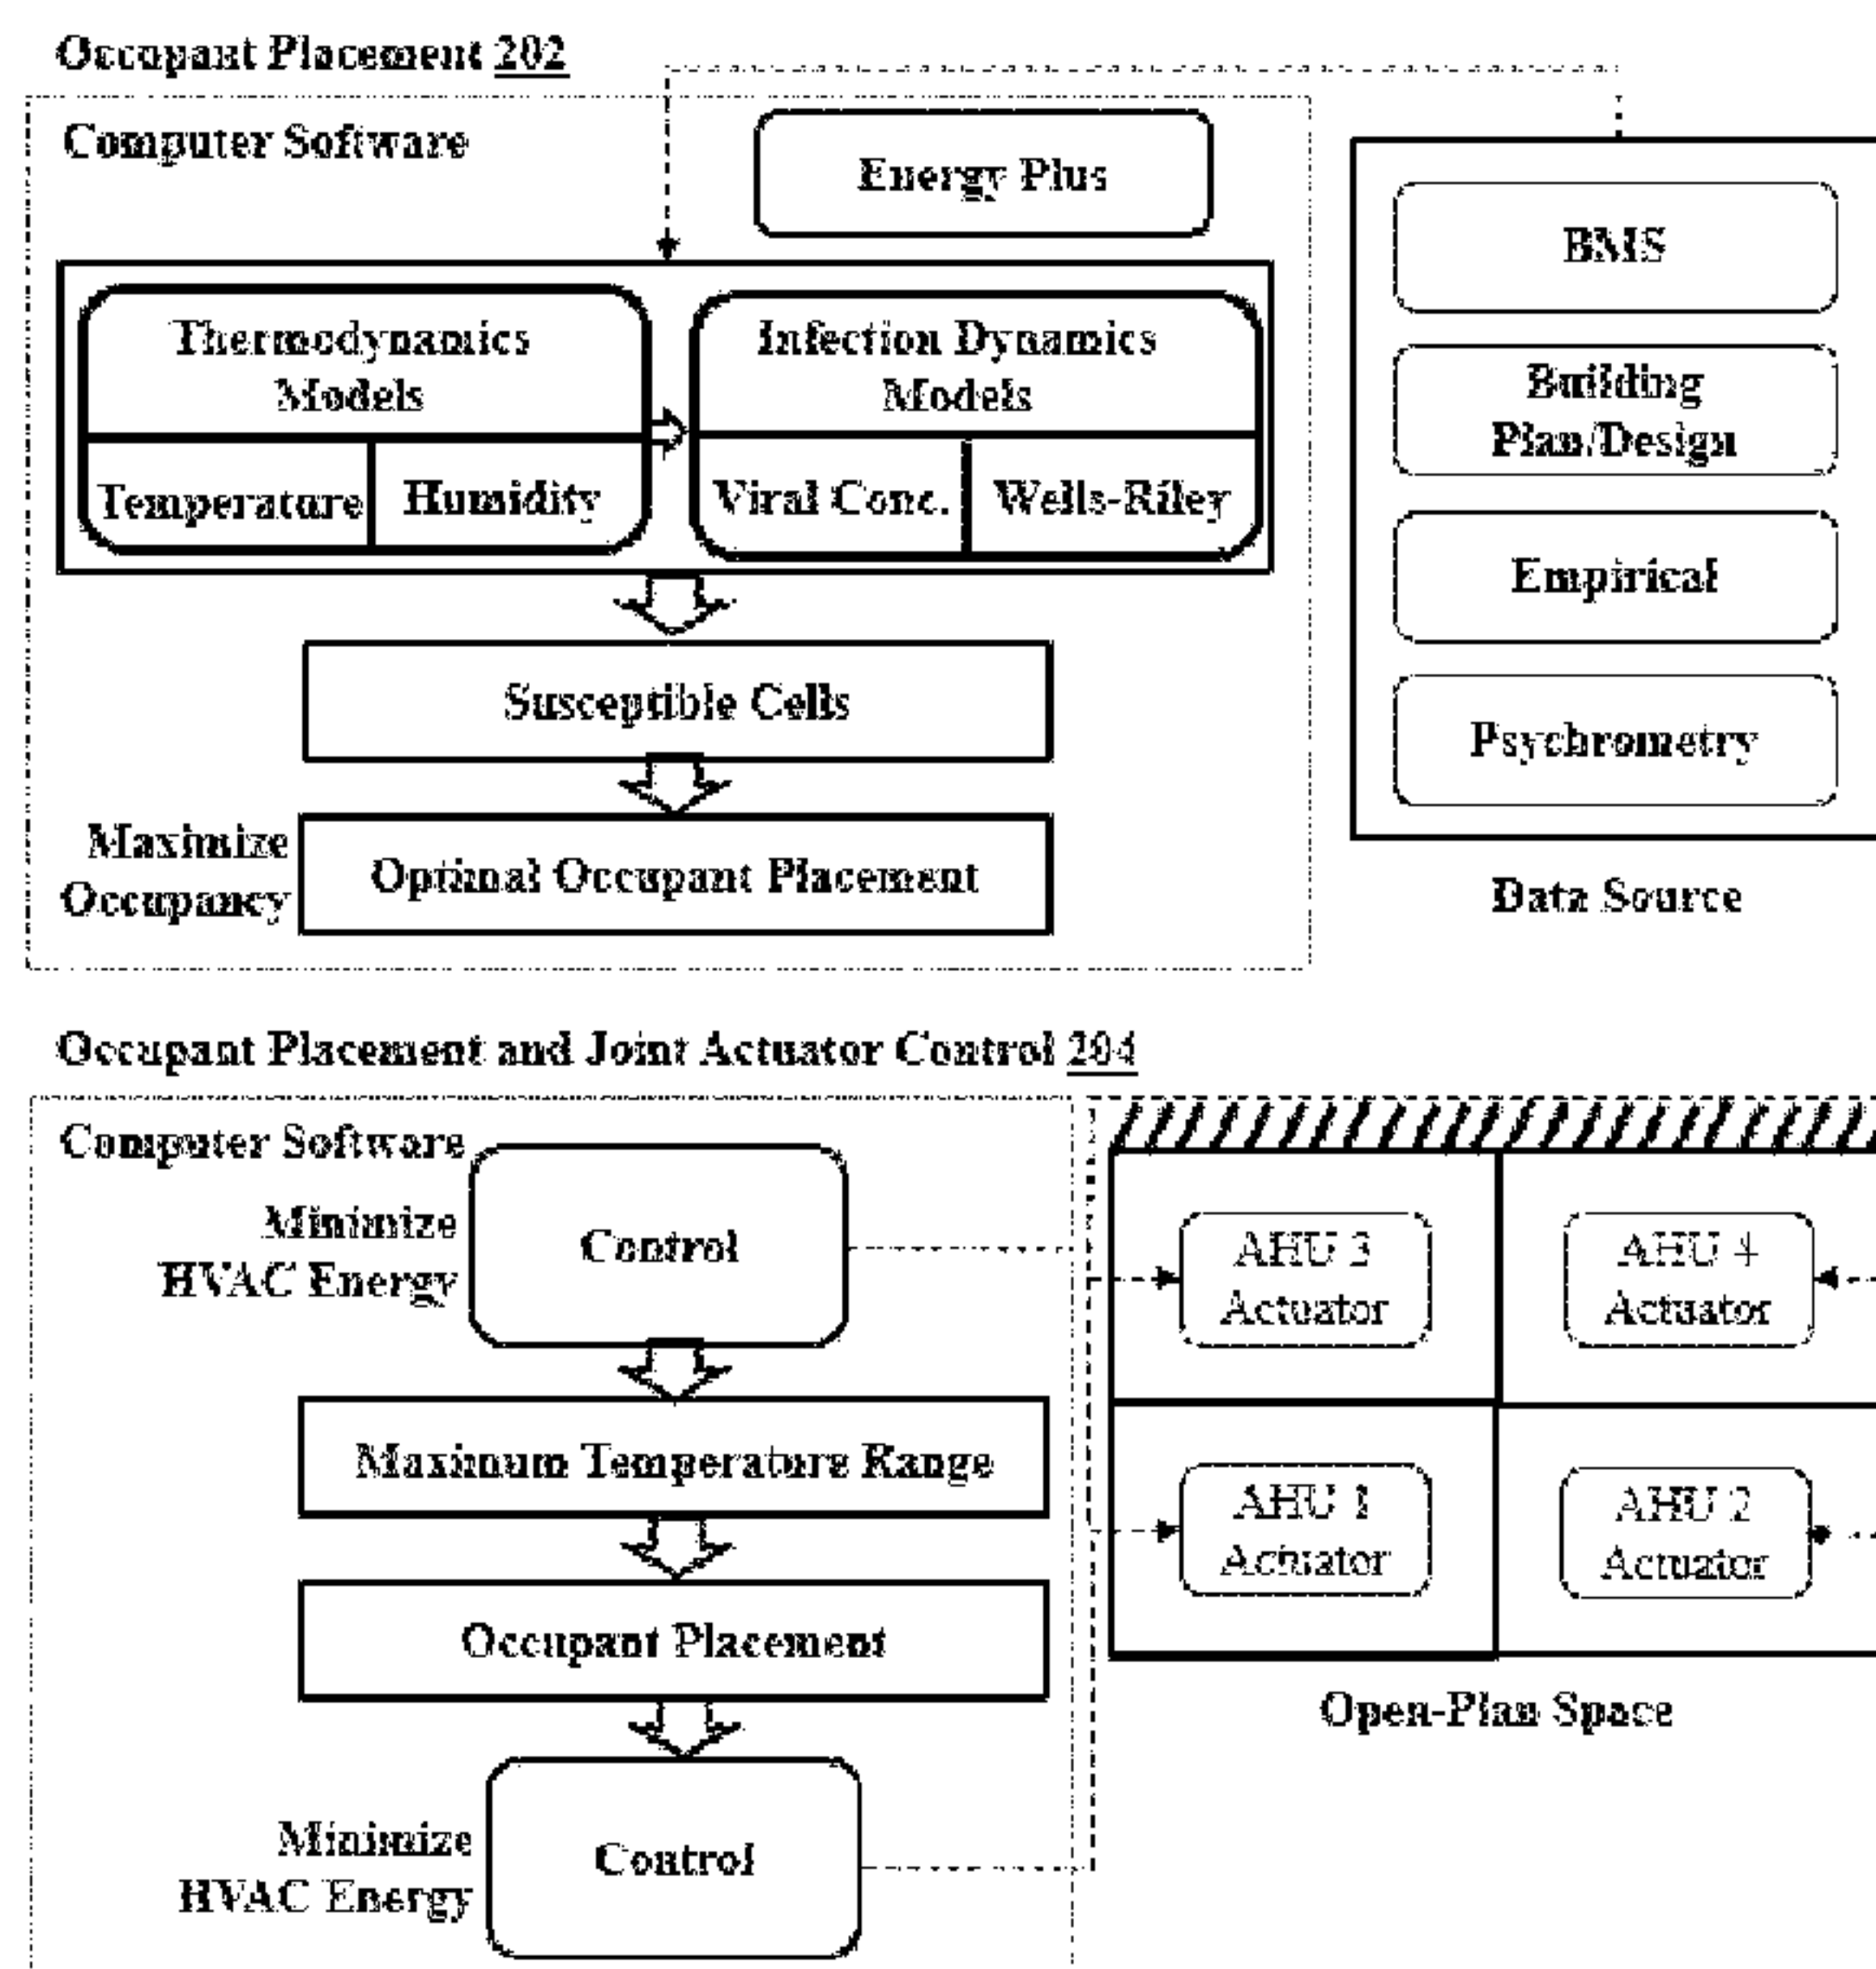 Occupant Placement 202
Computer Software
Energy Plus
Thermodynamics
Models
Temperature
Humidity
Infection Dynamics
Models
Viral Conc.
Wells-Riley
Susceptible Cells
Maximize
Occupancy
Optimal Occupant Placement
BMS
Building
Plan/Design
Empirical
Psychrometry
Data Source
Occupant Placement and Joint Actuator Control 204
Computer Software
Minimize
HVAC Energy
Control
Maximum Temperature Range
Occupant Placement
Minimize
HVAC Energy
Control
AHU 3
Actuator
AHU 4
Actuator
AHU 1
Actuator
AHU 2
Actuator
Open-Plan Space